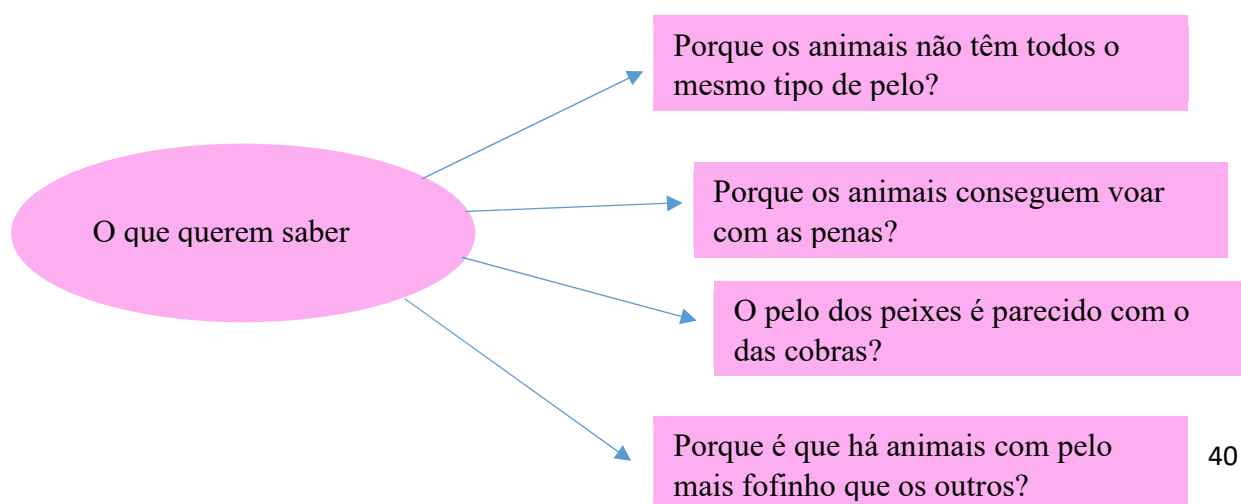 Porque os animais não têm todos o
mesmo tipo de pelo?
Porque os animais conseguem voar
com as penas?
O que querem saber
O pelo dos peixes é parecido com o
das cobras?
Porque é que há animais com pelo
mais fofinho que os outros?
40